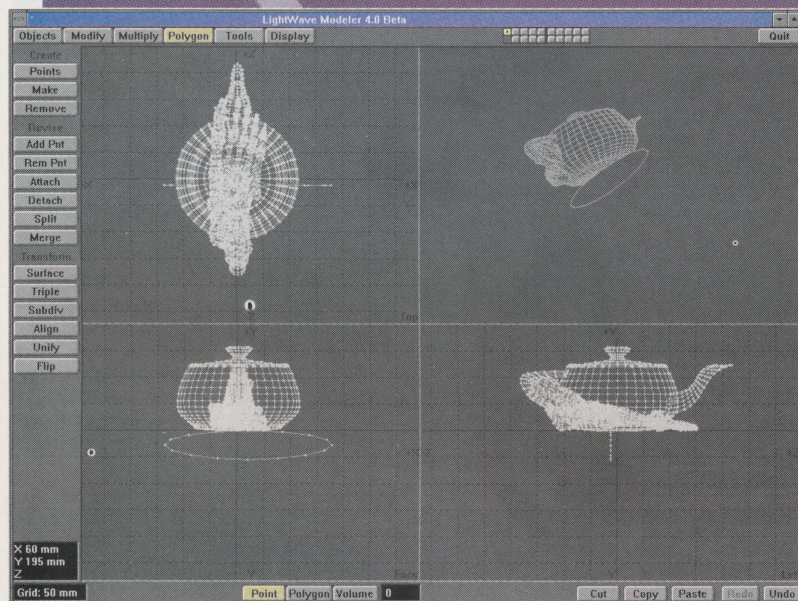 LightWave Modeler 4.0 Beta
Objects Modify Multiply Polygon Tools Display Quit
Create
Points
Make
Remove
Revise
Add Pnt
Rem Pnt
Attach
Detach
Split
Merge
Transform
Surface
Triple
Subdiv
Align
Unify
Flip
Top
X 60 mm
Y 195 mm
Z
Grid: 50 mm Point Polygon Volume 0 Cut Copy Paste Redo Undo